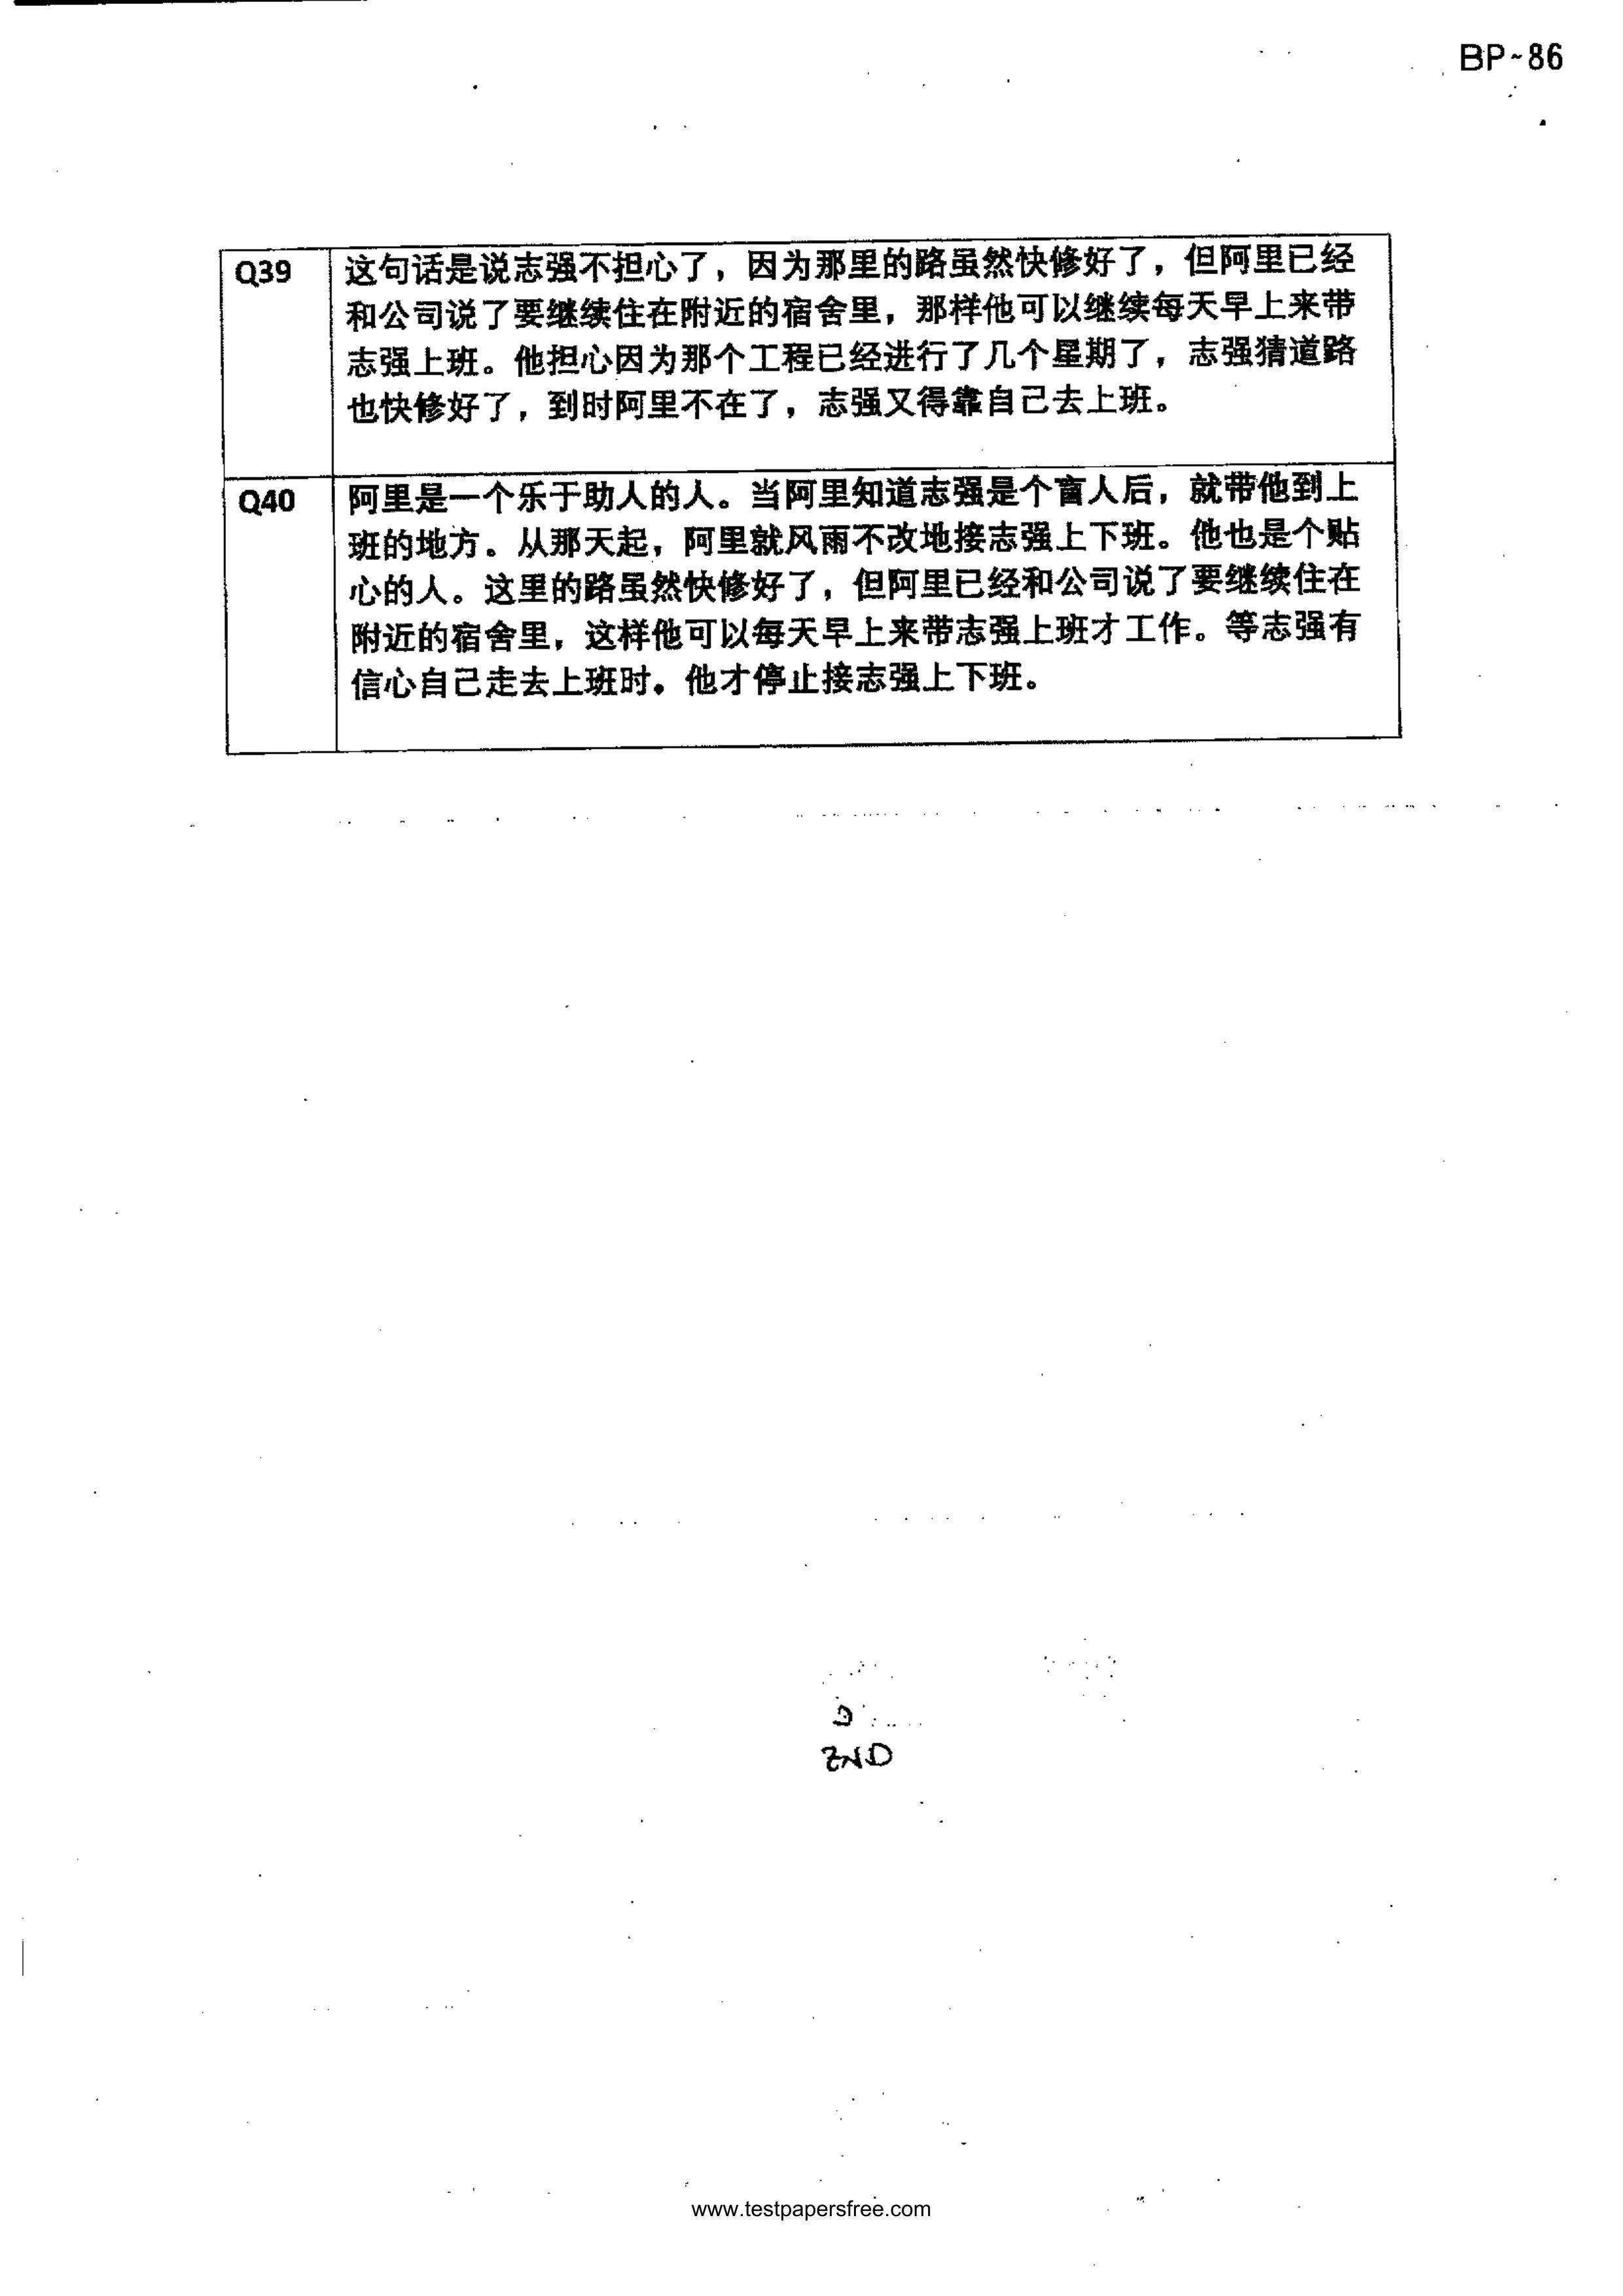 BP~86
Q39
这句话是说志强不担心了，因为那里的路虽然快修好了，但阿里已经
和公司说了要继续住在附近的宿舍里，那样他可以继续每天早上来带
志强上班。他担心因为那个工程已经进行了几个星期了，志强猜道路
也快修好了，到时阿里不在了，志强又得靠自己去上班。
Q40
阿里是一个乐于助人的人。当阿里知道志强是个盲人后，就带他到上
班的地方。从那天起，阿里就风雨不改地接志强上下班。他也是个贴
心的人。这里的路虽然快修好了，但阿里已经和公司说了要继续住在
附近的宿舍里，这样他可以每天早上来带志强上班才工作。等志强有
信心自己走去上班时。他才停止接志强上下班。
END
www.testpapersfree.com